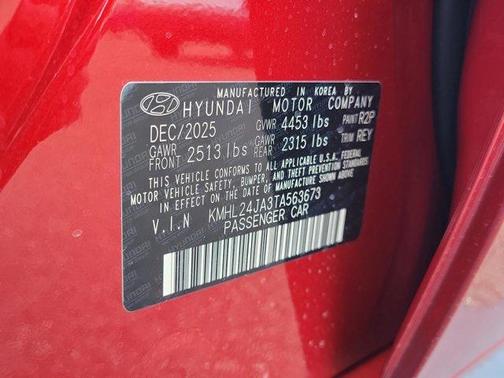 MANUFACTURED IN KOREA BY
HYUNDAI MOTOR COMPANY
DEC/2025 GVWR 4453 lbs PAINT R2P
GAWR FRONT 2513 lbs GAWR REAR 2315 lbs TRIM REY
THIS VEHICLE CONFORMS TO ALL APPLICABLE U.S. FEDERAL
MOTOR VEHICLE SAFETY, BUMPER, AND THEFT PREVENTION
STANDARDS IN EFFECT ON THE DATE OF MANUFACTURE SHOWN ABOVE.
V.I.N KMHL24JA3TA563673
PASSENGER CAR